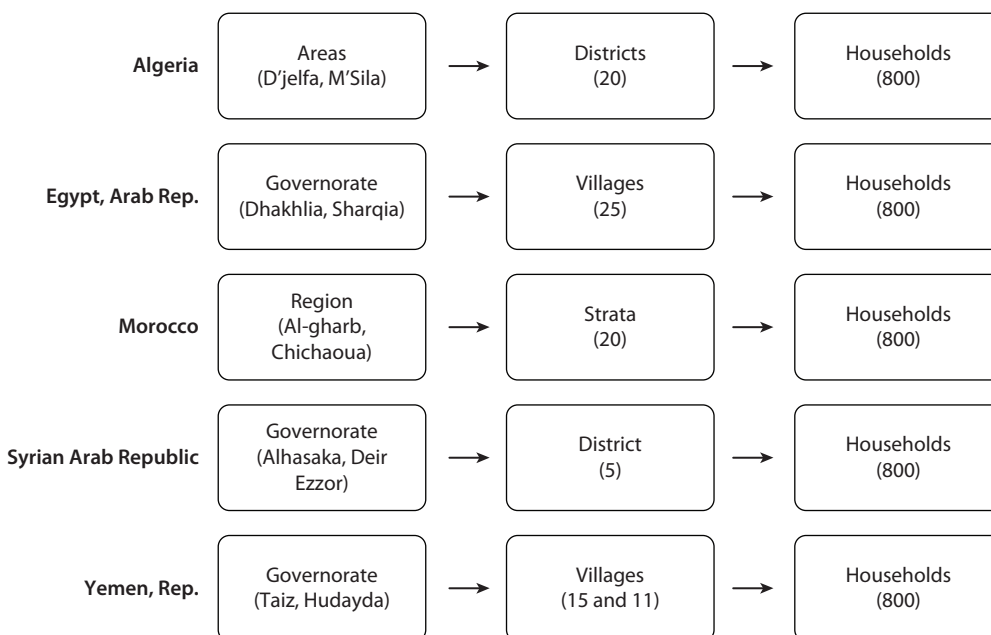 Algeria
Areas
(D'jelfa, M'Sila)
Districts
(20)
Households
(800)
Egypt, Arab Rep.
Governorate
(Dhakhlia, Sharqia)
Villages
(25)
Households
(800)
Morocco
Region
(Al-gharb,
Chichaoua)
Strata
(20)
Households
(800)
Syrian Arab Republic
Governorate
(Alhasaka, Deir
Ezzor)
District
(5)
Households
(800)
Yemen, Rep.
Governorate
(Taiz, Hudayda)
Villages
(15 and 11)
Households
(800)